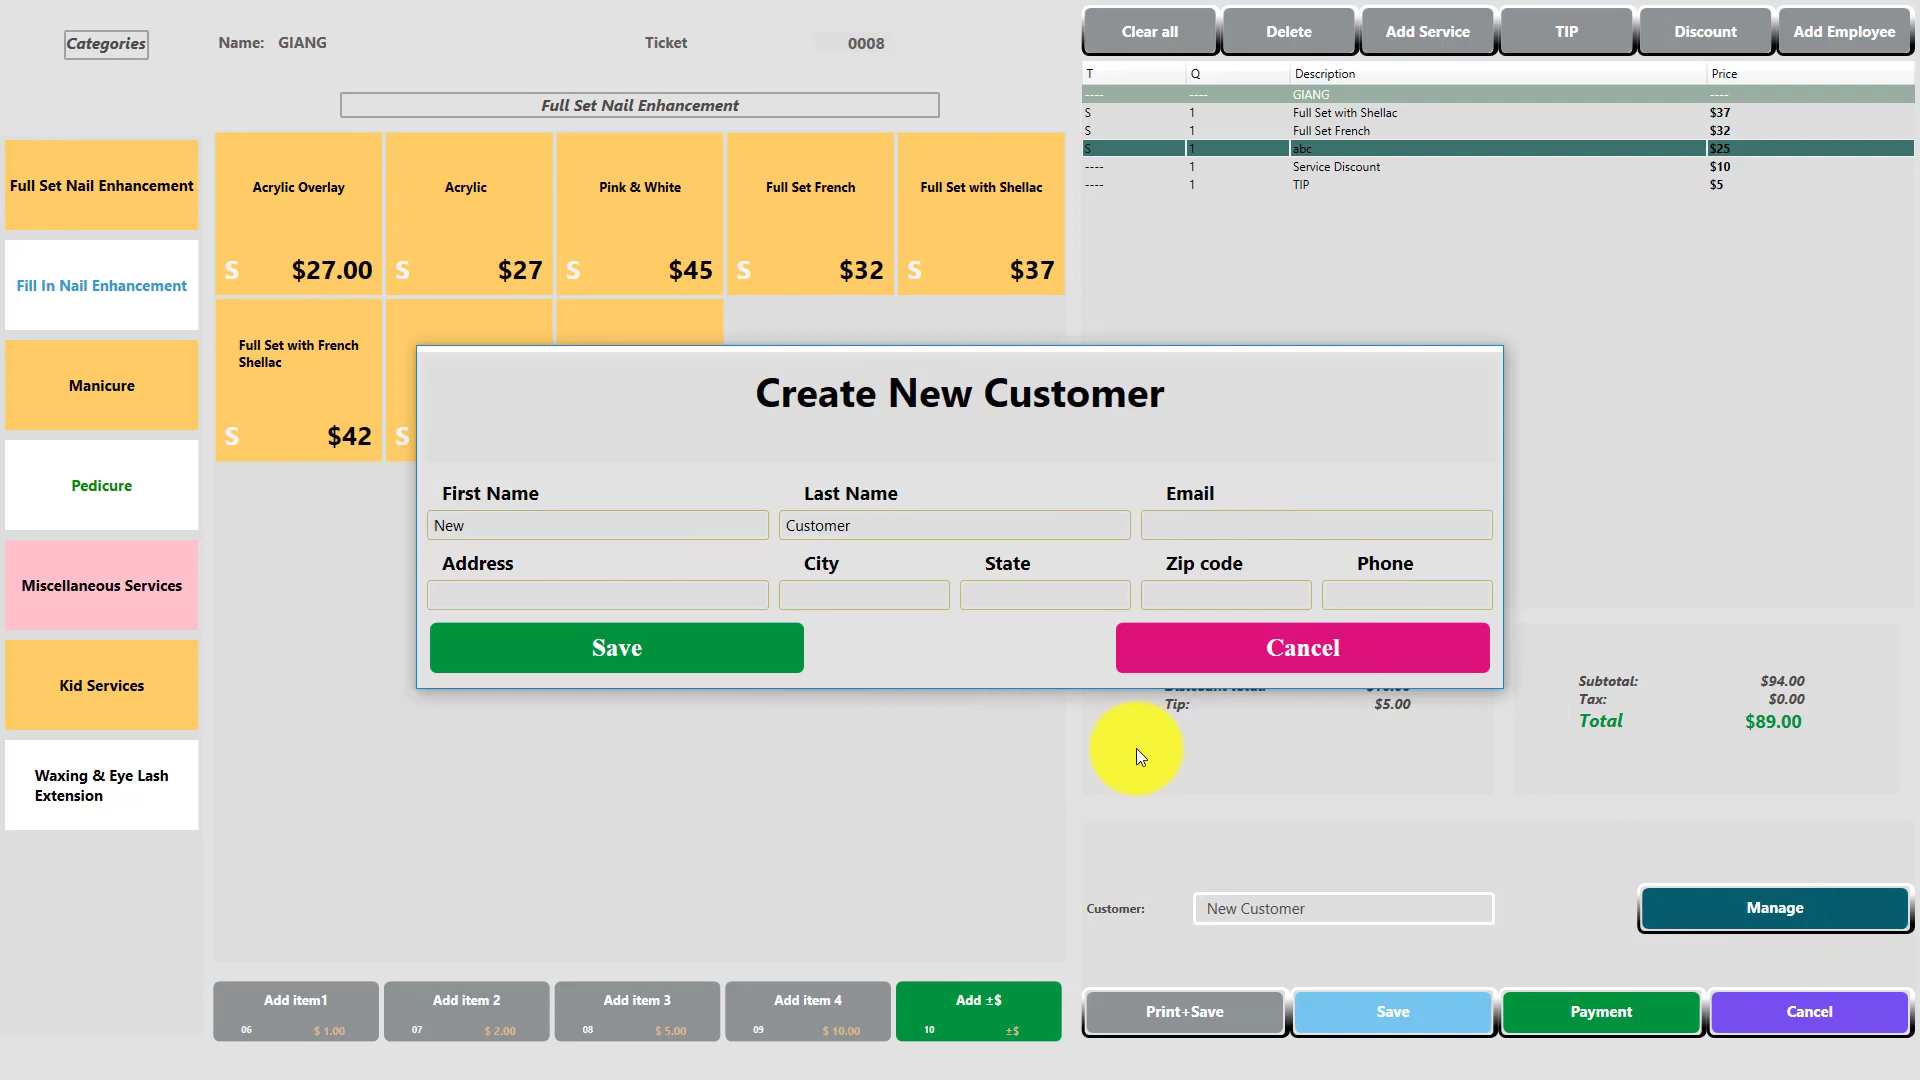 Categories
Name: GIANG
Ticket
0008
Clear all
Delete
Add Service
TIP
Discount
Add Employee
Full Set Nail Enhancement
T Q Description Price
---- ---- GIANG ----
S 1 Full Set with Shellac $37
S 1 Full Set French $32
S 1 abc $25
---- 1 Service Discount $10
---- 1 TIP $5
Full Set Nail Enhancement
Fill In Nail Enhancement
Manicure
Pedicure
Miscellaneous Services
Kid Services
Waxing & Eye Lash
Extension
Acrylic Overlay
S $27.00
Acrylic
S $27
Pink & White
S $45
Full Set French
S $32
Full Set with Shellac
S $37
Full Set with French
Shellac
S $42
S
Create New Customer
First Name Last Name Email
New Customer
Address City State Zip code Phone
Save Cancel
Tip: $5.00
Subtotal: $94.00
Tax: $0.00
Total $89.00
Customer: New Customer Manage
Add item1
06 $ 1.00
Add item 2
07 $ 2.00
Add item 3
08 $ 5.00
Add item 4
09 $ 10.00
Add ±$
10 ±$
Print+Save
Save
Payment
Cancel